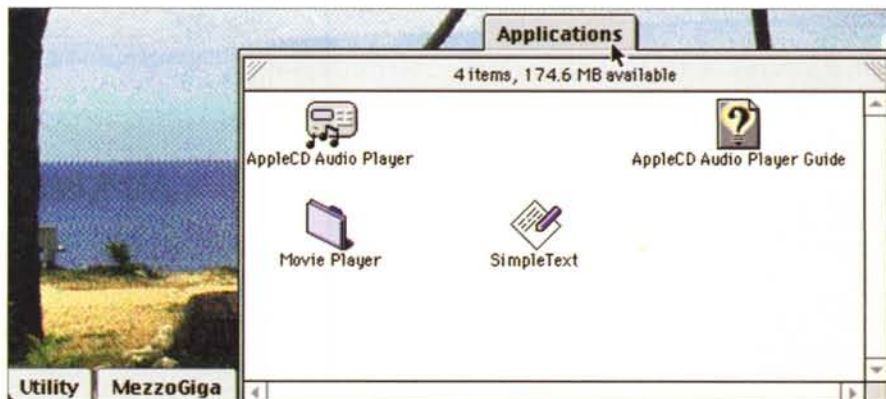 Applications
4 items, 174.6 MB available
AppleCD Audio Player
AppleCD Audio Player Guide
Movie Player
SimpleText
Utility
MezzoGiga